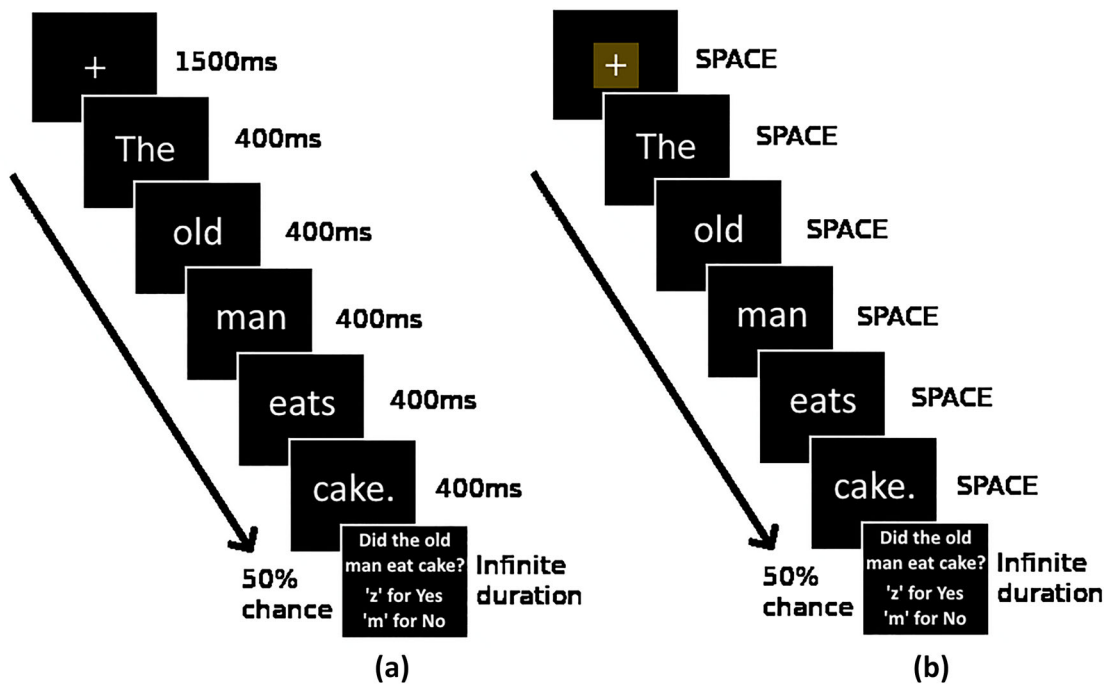 +
1500ms
The
400ms
old
400ms
man
400ms
eats
400ms
cake.
400ms
Did the old
man eat cake?
'z' for Yes
'm' for No
Infinite
duration
50%
chance
(a)
+
SPACE
The
SPACE
old
SPACE
man
SPACE
eats
SPACE
cake.
SPACE
Did the old
man eat cake?
'z' for Yes
'm' for No
Infinite
duration
50%
chance
(b)